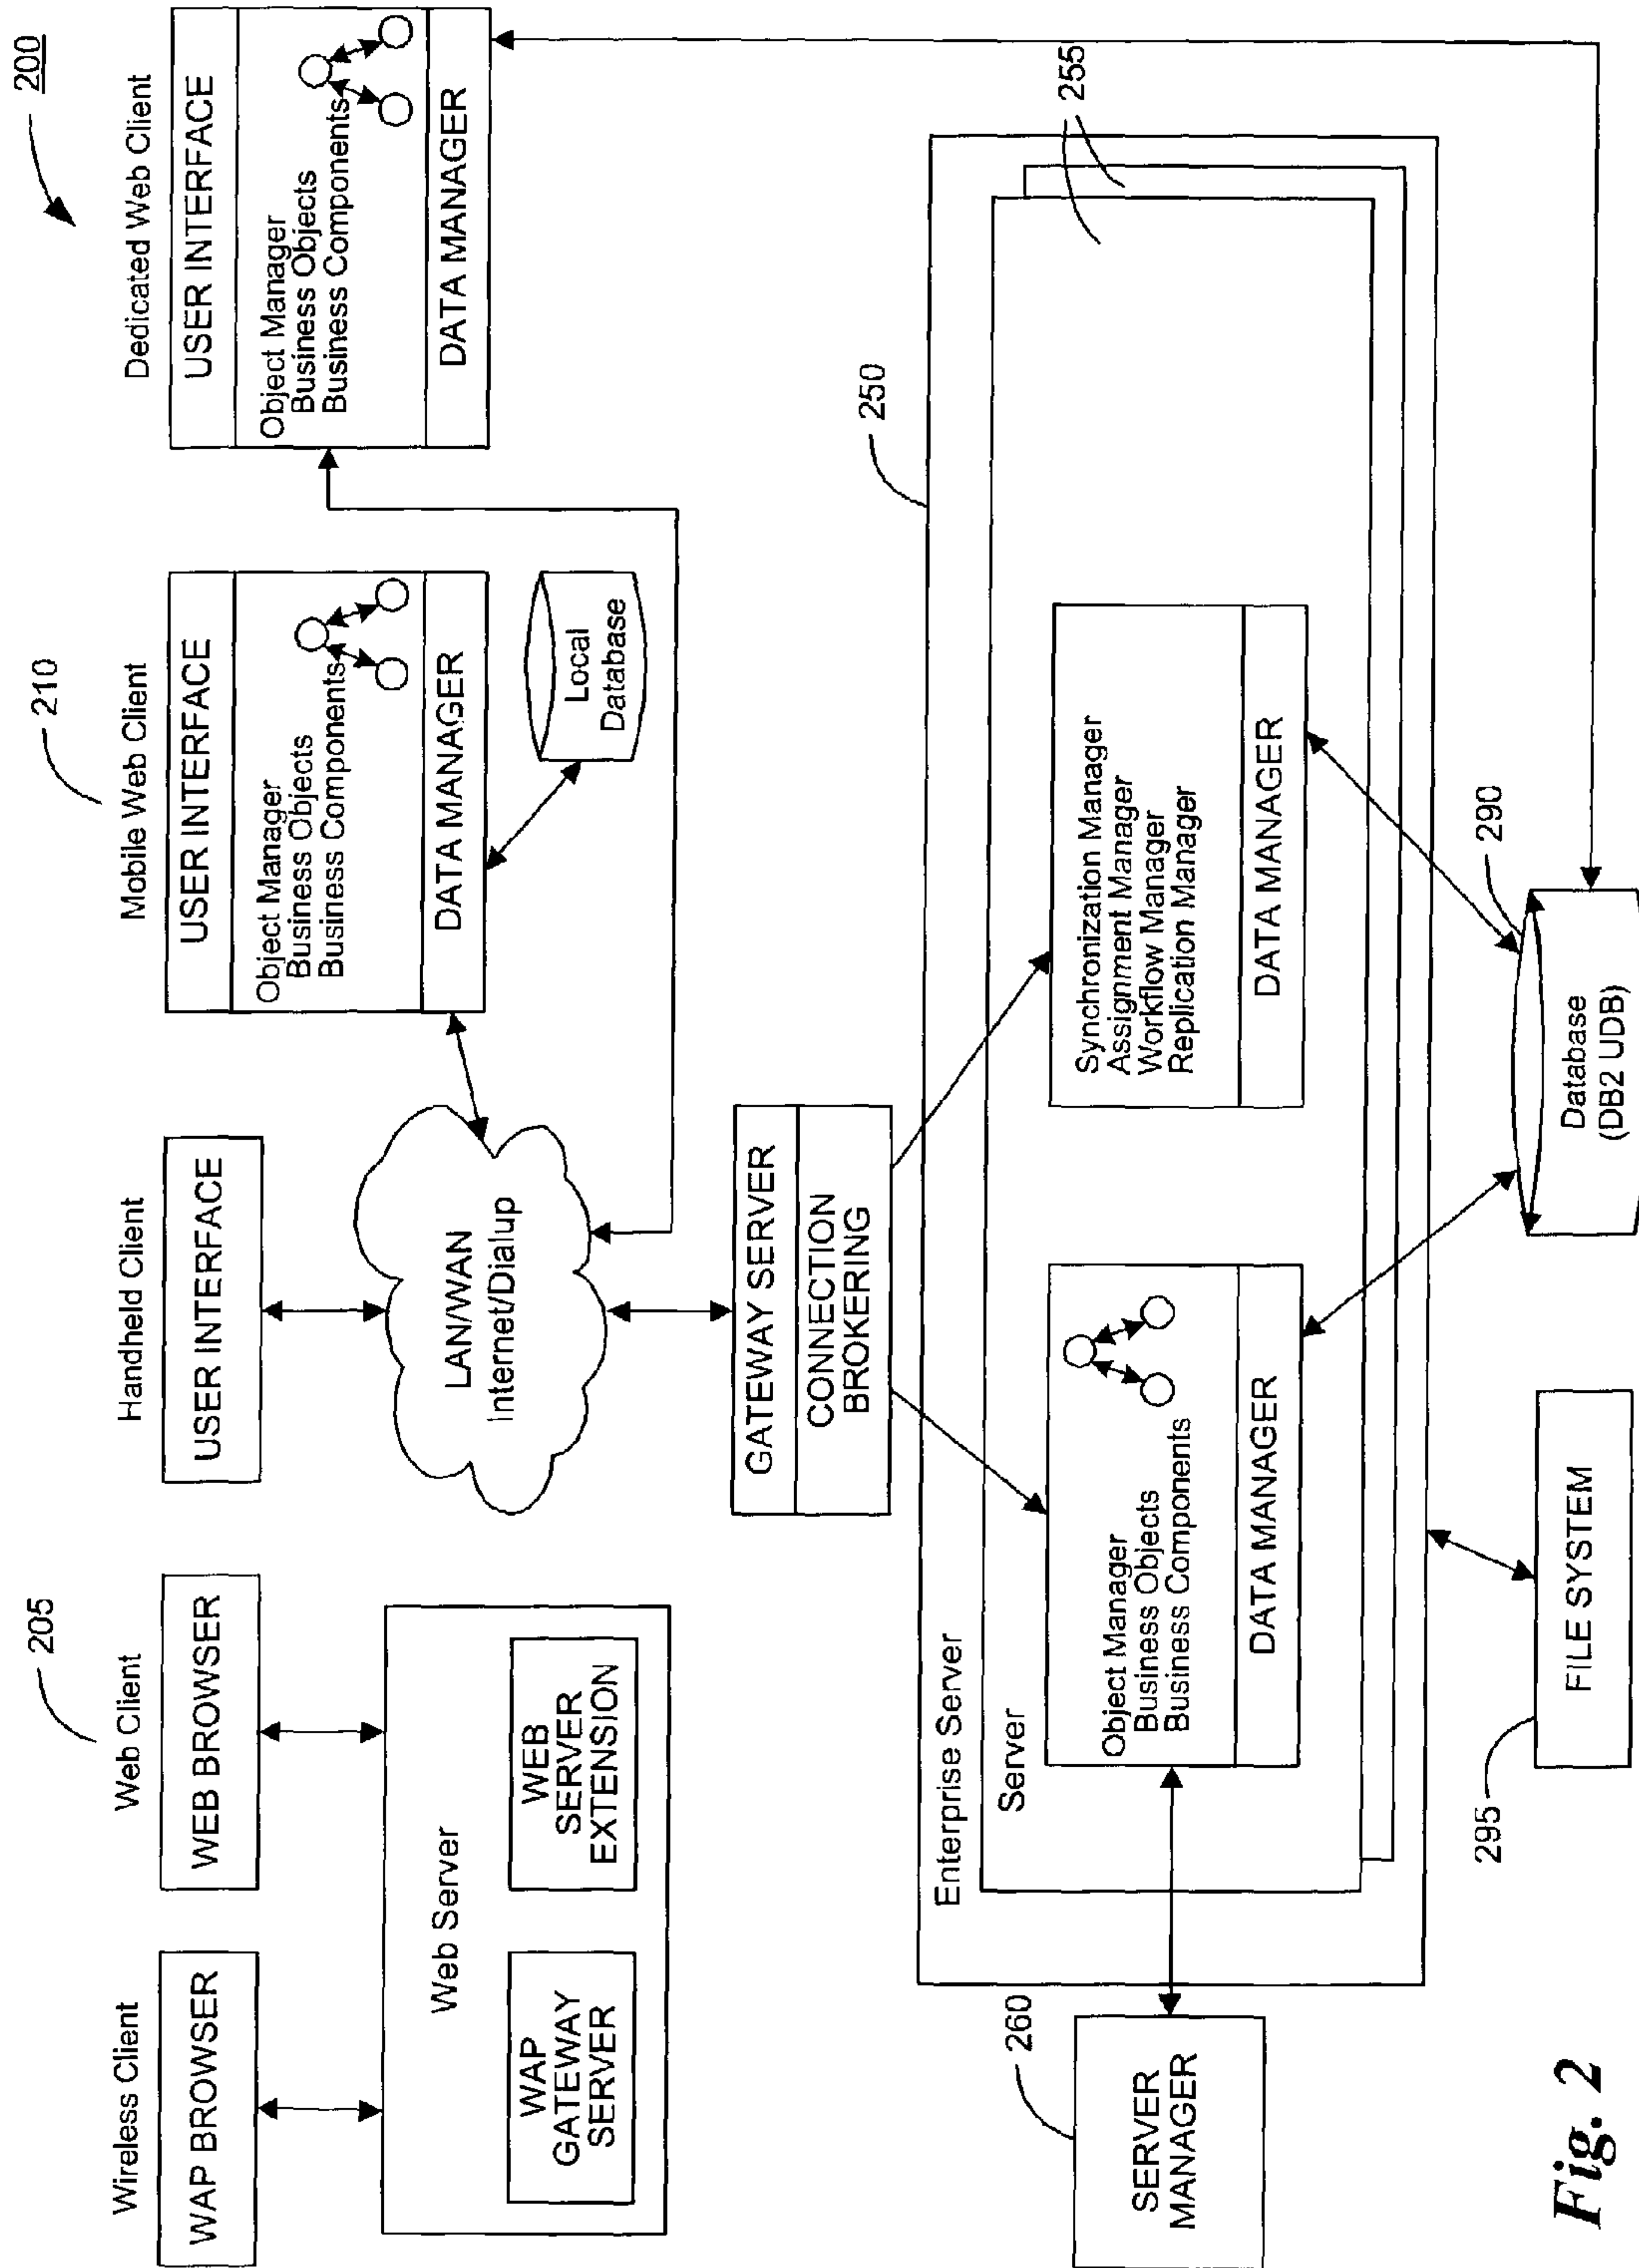 200
Wireless Client
WAP BROWSER
205
Web Client
WEB BROWSER
Handheld Client
USER INTERFACE
210
Mobile Web Client
USER INTERFACE
Object Manager
Business Objects
Business Components
DATA MANAGER
Local
Database
Dedicated Web Client
USER INTERFACE
Object Manager
Business Objects
Business Components
DATA MANAGER
Web Server
WAP
GATEWAY
SERVER
WEB
SERVER
EXTENSION
LAN/WAN
Internet/Dialup
GATEWAY SERVER
CONNECTION
BROKERING
250
255
Enterprise Server
Server
Object Manager
Business Objects
Business Components
DATA MANAGER
Synchronization Manager
Assignment Manager
Workflow Manager
Replication Manager
DATA MANAGER
260
SERVER
MANAGER
295
FILE SYSTEM
290
Database
(DB2 UDB)
Fig. 2